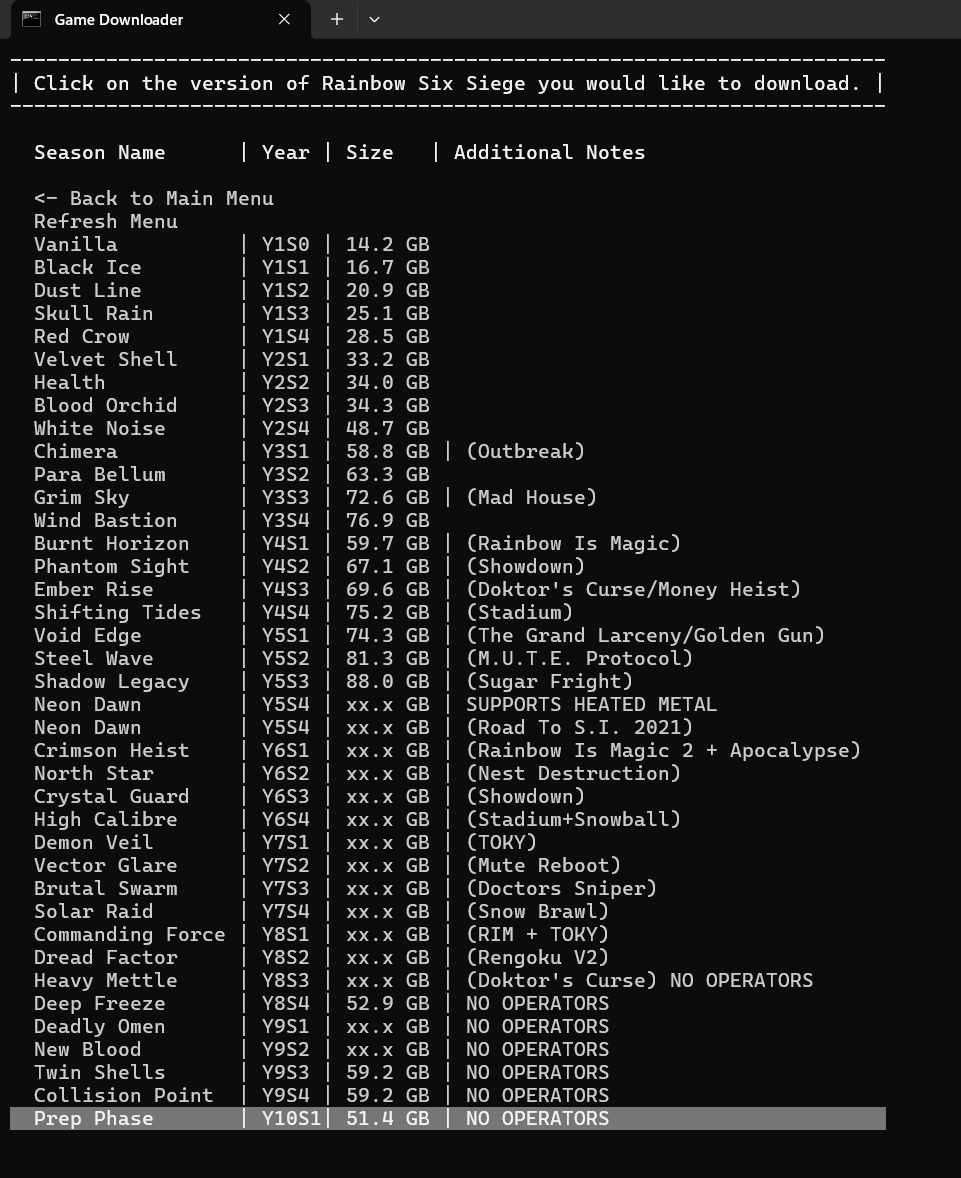 Game Downloader
--------------------------------------------------------------------------
| Click on the version of Rainbow Six Siege you would like to download. |
--------------------------------------------------------------------------
Season Name | Year | Size | Additional Notes
<- Back to Main Menu
Refresh Menu
Vanilla | Y1S0 | 14.2 GB
Black Ice | Y1S1 | 16.7 GB
Dust Line | Y1S2 | 20.9 GB
Skull Rain | Y1S3 | 25.1 GB
Red Crow | Y1S4 | 28.5 GB
Velvet Shell | Y2S1 | 33.2 GB
Health | Y2S2 | 34.0 GB
Blood Orchid | Y2S3 | 34.3 GB
White Noise | Y2S4 | 48.7 GB
Chimera | Y3S1 | 58.8 GB | (Outbreak)
Para Bellum | Y3S2 | 63.3 GB
Grim Sky | Y3S3 | 72.6 GB | (Mad House)
Wind Bastion | Y3S4 | 76.9 GB
Burnt Horizon | Y4S1 | 59.7 GB | (Rainbow Is Magic)
Phantom Sight | Y4S2 | 67.1 GB | (Showdown)
Ember Rise | Y4S3 | 69.6 GB | (Doktor's Curse/Money Heist)
Shifting Tides | Y4S4 | 75.2 GB | (Stadium)
Void Edge | Y5S1 | 74.3 GB | (The Grand Larceny/Golden Gun)
Steel Wave | Y5S2 | 81.3 GB | (M.U.T.E. Protocol)
Shadow Legacy | Y5S3 | 88.0 GB | (Sugar Fright)
Neon Dawn | Y5S4 | xx.x GB | SUPPORTS HEATED METAL
Neon Dawn | Y5S4 | xx.x GB | (Road To S.I. 2021)
Crimson Heist | Y6S1 | xx.x GB | (Rainbow Is Magic 2 + Apocalypse)
North Star | Y6S2 | xx.x GB | (Nest Destruction)
Crystal Guard | Y6S3 | xx.x GB | (Showdown)
High Calibre | Y6S4 | xx.x GB | (Stadium+Snowball)
Demon Veil | Y7S1 | xx.x GB | (TOKY)
Vector Glare | Y7S2 | xx.x GB | (Mute Reboot)
Brutal Swarm | Y7S3 | xx.x GB | (Doctors Sniper)
Solar Raid | Y7S4 | xx.x GB | (Snow Brawl)
Commanding Force | Y8S1 | xx.x GB | (RIM + TOKY)
Dread Factor | Y8S2 | xx.x GB | (Rengoku V2)
Heavy Mettle | Y8S3 | xx.x GB | (Doktor's Curse) NO OPERATORS
Deep Freeze | Y8S4 | 52.9 GB | NO OPERATORS
Deadly Omen | Y9S1 | xx.x GB | NO OPERATORS
New Blood | Y9S2 | xx.x GB | NO OPERATORS
Twin Shells | Y9S3 | 59.2 GB | NO OPERATORS
Collision Point | Y9S4 | 59.2 GB | NO OPERATORS
Prep Phase | Y10S1| 51.4 GB | NO OPERATORS